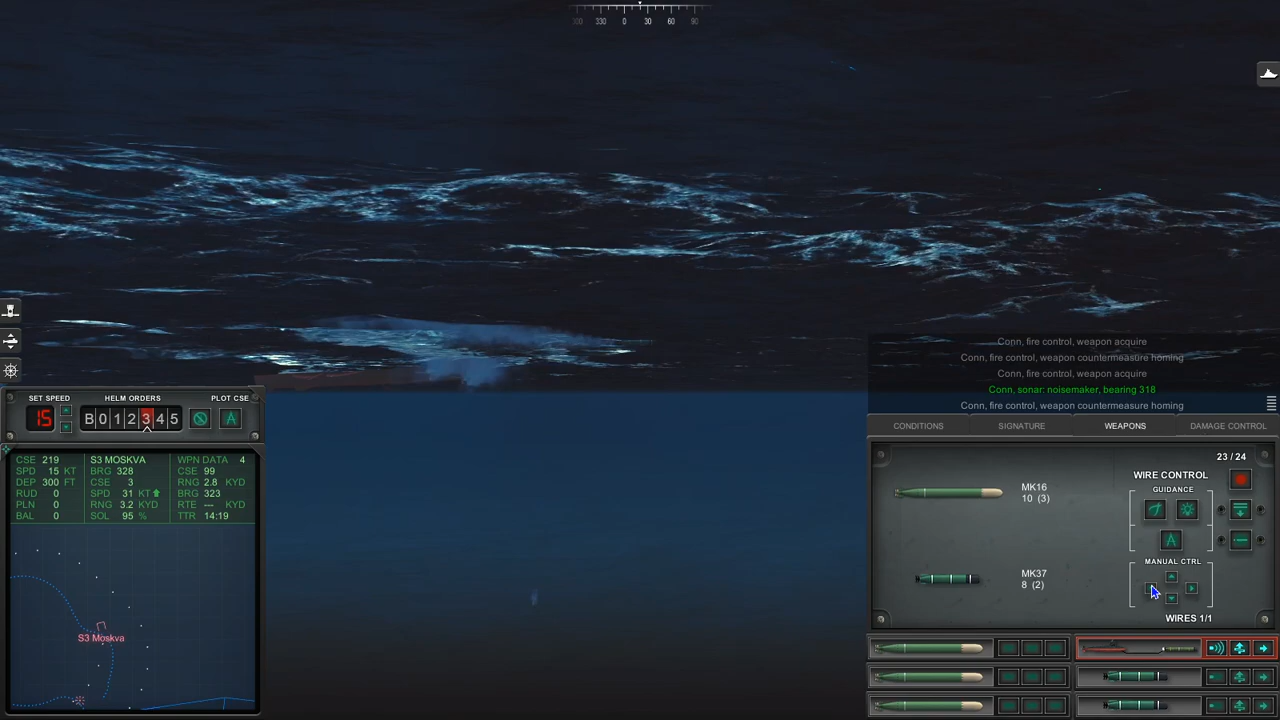 300 330 0 30 60 90
Conn, fire control, weapon acquire
Conn, fire control, weapon countermeasure homing
Conn, fire control, weapon acquire
Conn, sonar: noisemaker, bearing 318
Conn, fire control, weapon countermeasure homing
SET SPEED HELM ORDERS PLOT CSE
15 B 0 1 2 3 4 5
CSE 219 S3 MOSKVA WPN DATA 4
SPD 15 KT BRG 328 CSE 99
DEP 300 FT CSE 3 RNG 2.8 KYD
RUD 0 SPD 31 KT BRG 323
PLN 0 RNG 3.2 KYD RTE --- KYD
BAL 0 SOL 95 % TTR 14:19
S3 Moskva
CONDITIONS SIGNATURE WEAPONS DAMAGE CONTROL
23 / 24
WIRE CONTROL
GUIDANCE
MK16
10 (3)
MANUAL CTRL
MK37
8 (2)
WIRES 1/1